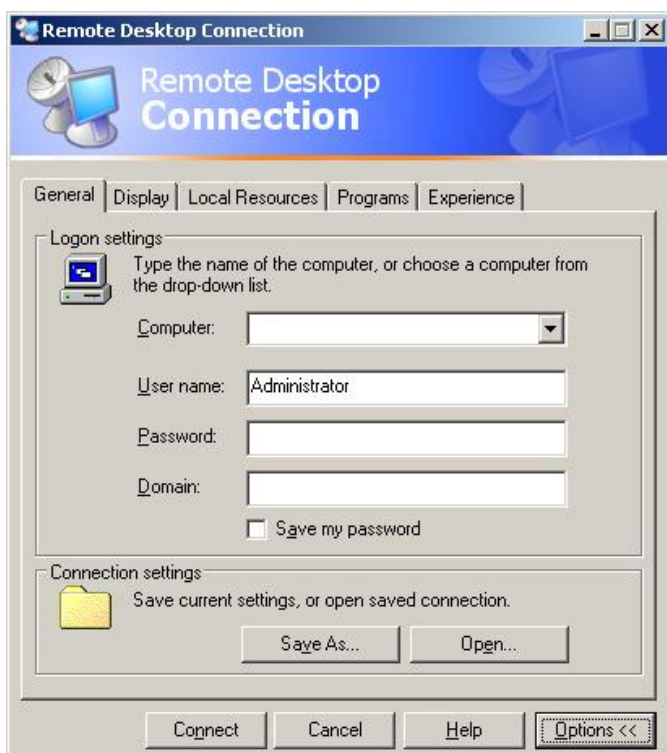 Remote Desktop Connection
Remote Desktop
Connection
General Display Local Resources Programs Experience
Logon settings
Type the name of the computer, or choose a computer from
the drop-down list.
Computer:
User name: Administrator
Password:
Domain:
Save my password
Connection settings
Save current settings, or open saved connection.
Save As... Open...
Connect Cancel Help Options <<